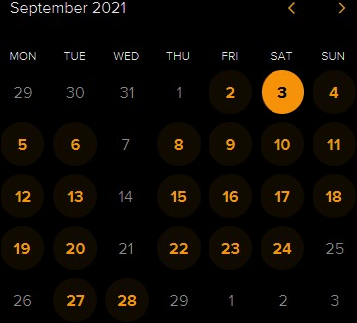 September 2021
MON TUE WED THU FRI SAT SUN
29 30 31 1 2 3 4
5 6 7 8 9 10 11
12 13 14 15 16 17 18
19 20 21 22 23 24 25
26 27 28 29 1 2 3